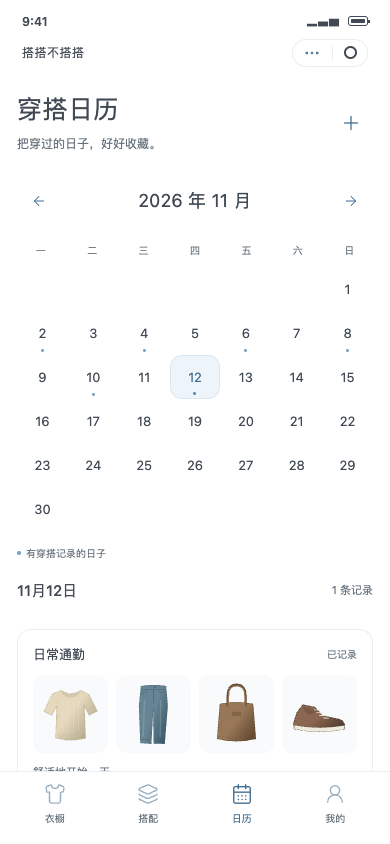 9:41
搭搭不搭搭
穿搭日历
把穿过的日子，好好收藏。
2026 年 11 月
一 二 三 四 五 六 日
1
2 3 4 5 6 7 8
9 10 11 12 13 14 15
16 17 18 19 20 21 22
23 24 25 26 27 28 29
30
有穿搭记录的日子
11月12日 1 条记录
日常通勤 已记录
衣橱 搭配 日历 我的